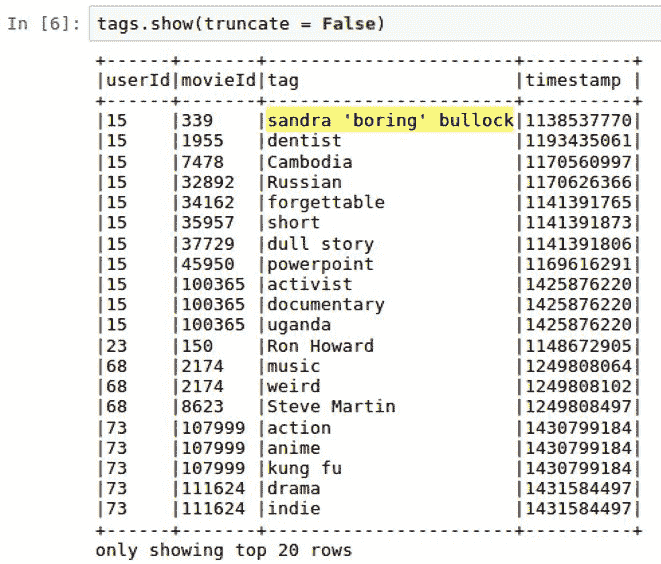 In [6]: tags.show(truncate = False)
+------+-------+-----------------------+----------+
|userId|movieId|tag                    |timestamp |
+------+-------+-----------------------+----------+
|15    |339    |sandra 'boring' bullock|1138537770|
|15    |1955   |dentist                |1193435061|
|15    |7478   |Cambodia               |1170560997|
|15    |32892  |Russian                |1170626366|
|15    |34162  |forgettable            |1141391765|
|15    |35957  |short                  |1141391873|
|15    |37729  |dull story             |1141391806|
|15    |45950  |powerpoint             |1169616291|
|15    |100365 |activist               |1425876220|
|15    |100365 |documentary            |1425876220|
|15    |100365 |uganda                 |1425876220|
|23    |150    |Ron Howard             |1148672905|
|68    |2174   |music                  |1249808064|
|68    |2174   |weird                  |1249808102|
|68    |8623   |Steve Martin           |1249808497|
|73    |107999 |action                 |1430799184|
|73    |107999 |anime                  |1430799184|
|73    |107999 |kung fu                |1430799184|
|73    |111624 |drama                  |1431584497|
|73    |111624 |indie                  |1431584497|
+------+-------+-----------------------+----------+
only showing top 20 rows